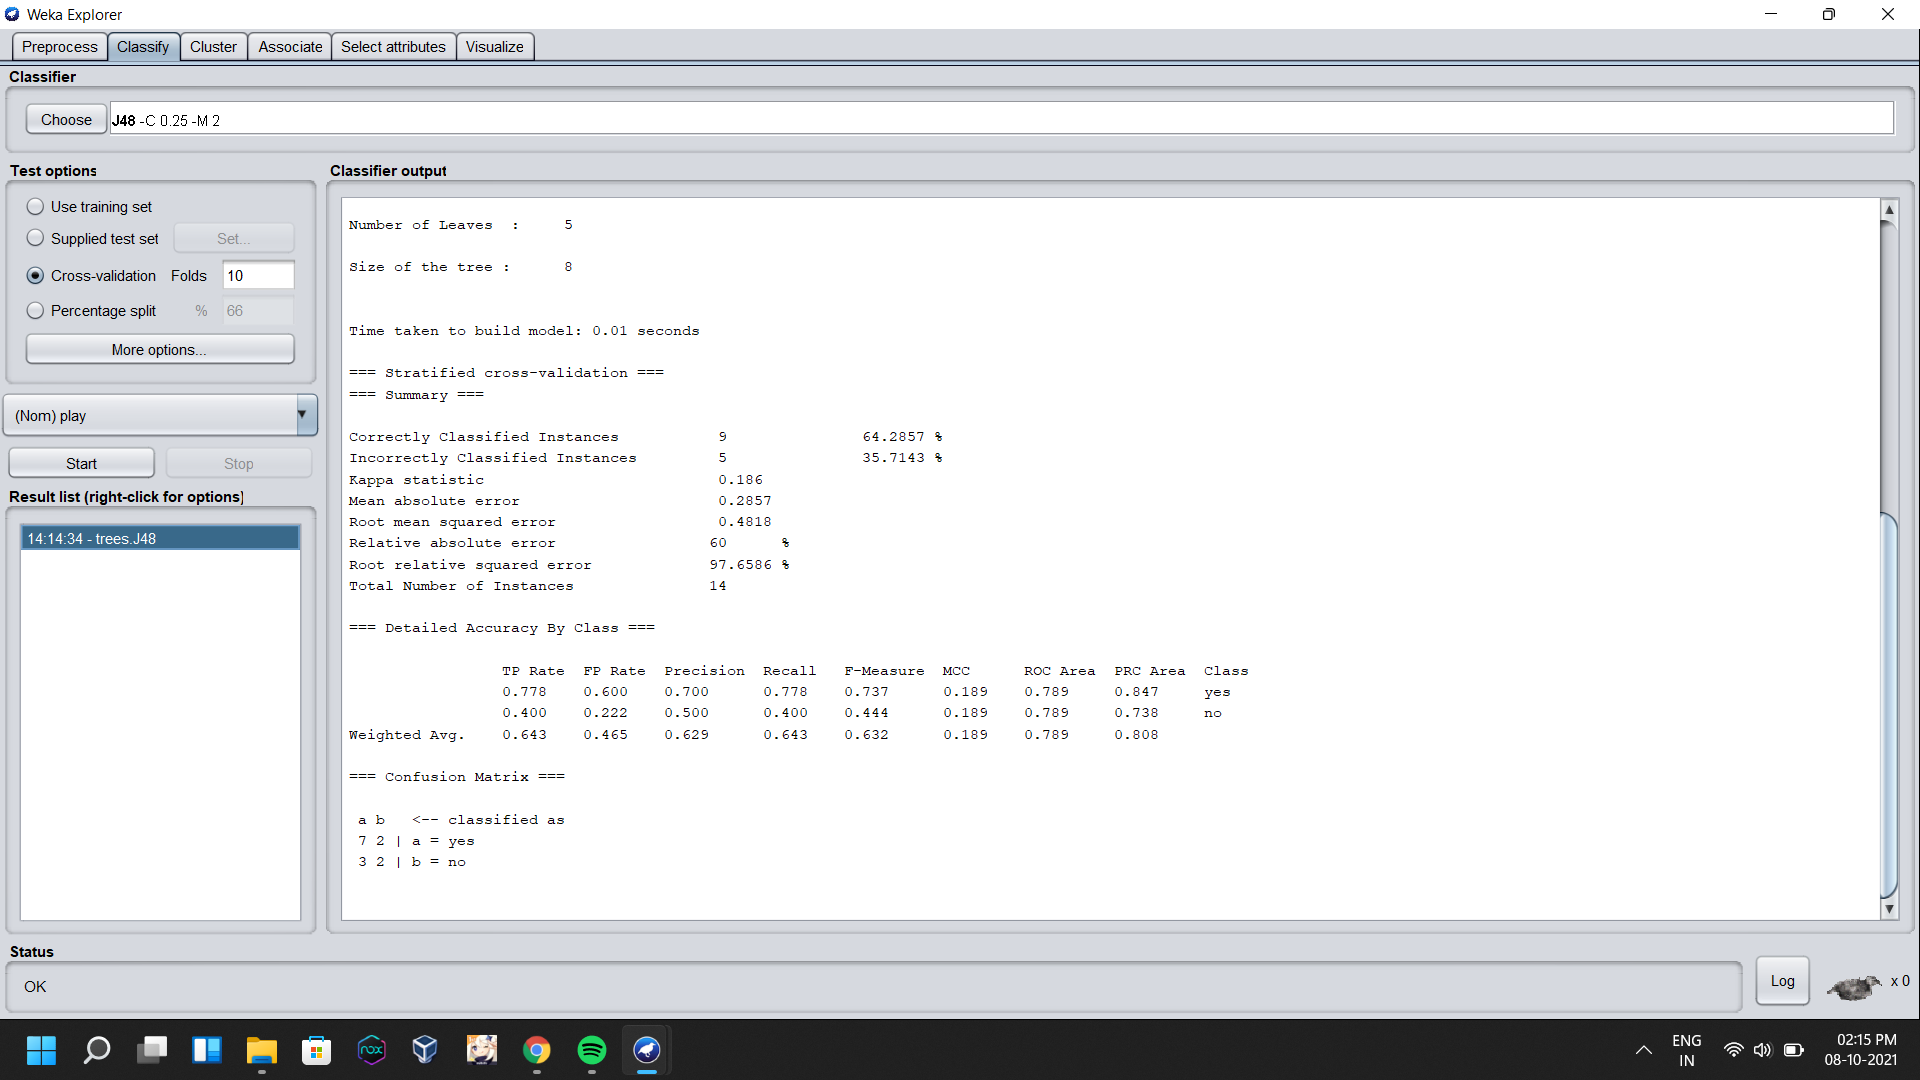 Weka Explorer
Preprocess Classify Cluster Associate Select attributes Visualize
Classifier
Choose J48 -C 0.25 -M 2
Test options
Use training set
Supplied test set Set...
Cross-validation Folds 10
Percentage split % 66
More options...
(Nom) play
Start Stop
Result list (right-click for options)
14:14:34 - trees.J48
Classifier output
Number of Leaves : 5
Size of the tree : 8
Time taken to build model: 0.01 seconds
=== Stratified cross-validation ===
=== Summary ===
Correctly Classified Instances 9 64.2857 %
Incorrectly Classified Instances 5 35.7143 %
Kappa statistic 0.186
Mean absolute error 0.2857
Root mean squared error 0.4818
Relative absolute error 60 %
Root relative squared error 97.6586 %
Total Number of Instances 14
=== Detailed Accuracy By Class ===
TP Rate FP Rate Precision Recall F-Measure MCC ROC Area PRC Area Class
0.778 0.600 0.700 0.778 0.737 0.189 0.789 0.847 yes
0.400 0.222 0.500 0.400 0.444 0.189 0.789 0.738 no
Weighted Avg. 0.643 0.465 0.629 0.643 0.632 0.189 0.789 0.808
=== Confusion Matrix ===
a b <-- classified as
7 2 | a = yes
3 2 | b = no
Status
OK
Log
x 0
nox
ENG
IN
02:15 PM
08-10-2021